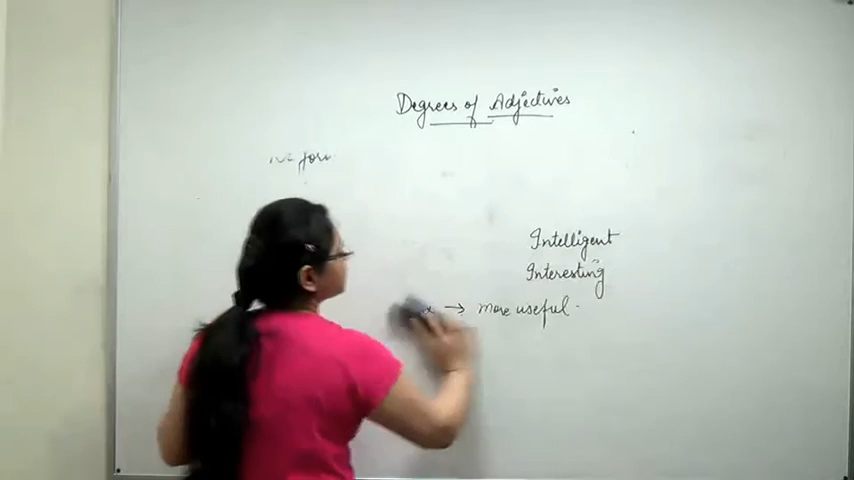 Degrees of Adjectives
Intelligent
Interesting
→ more useful.